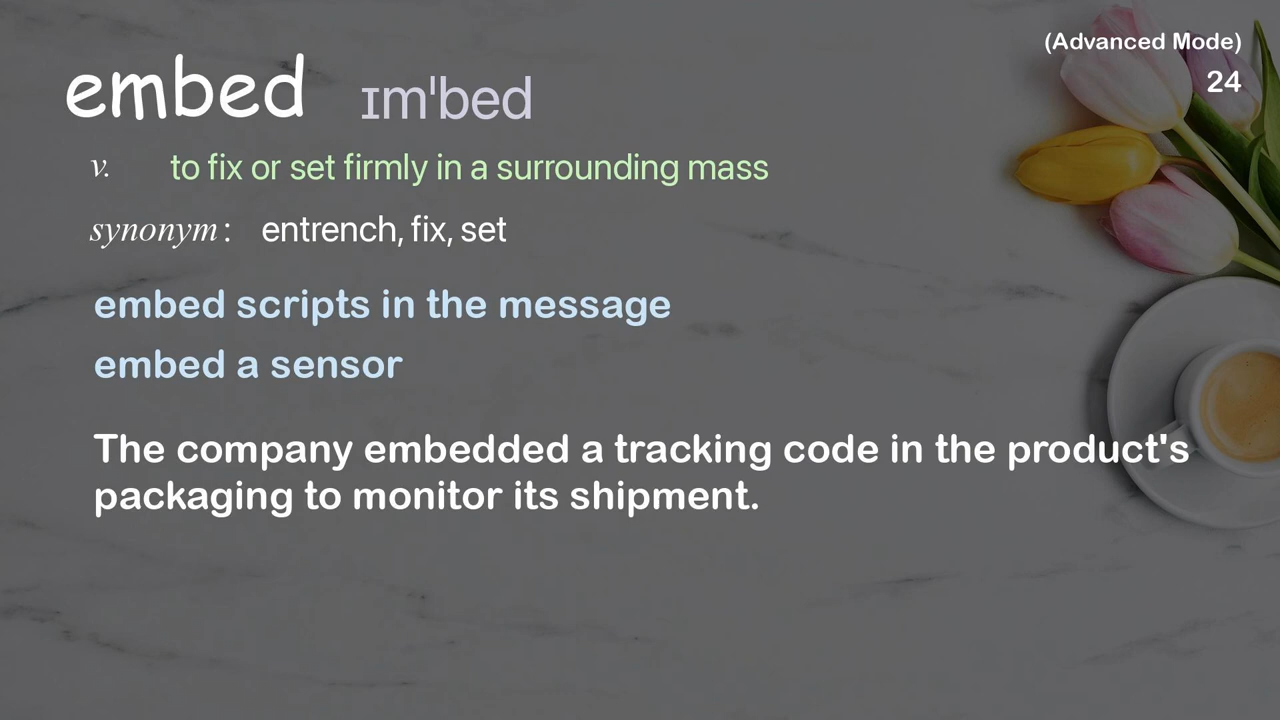 (Advanced Mode)
24
embed ɪm'bed
v. to fix or set firmly in a surrounding mass
synonym: entrench, fix, set
embed scripts in the message
embed a sensor
The company embedded a tracking code in the product's
packaging to monitor its shipment.